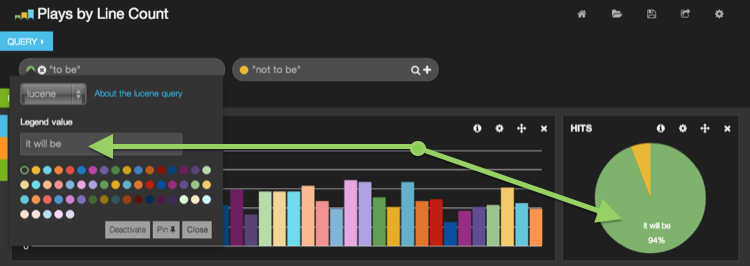 Plays by Line Count
QUERY
"to be"
"not to be"
lucene
About the lucene query
Legend value
it will be
Deactivate
Pin
Close
0
HITS
it will be
94%